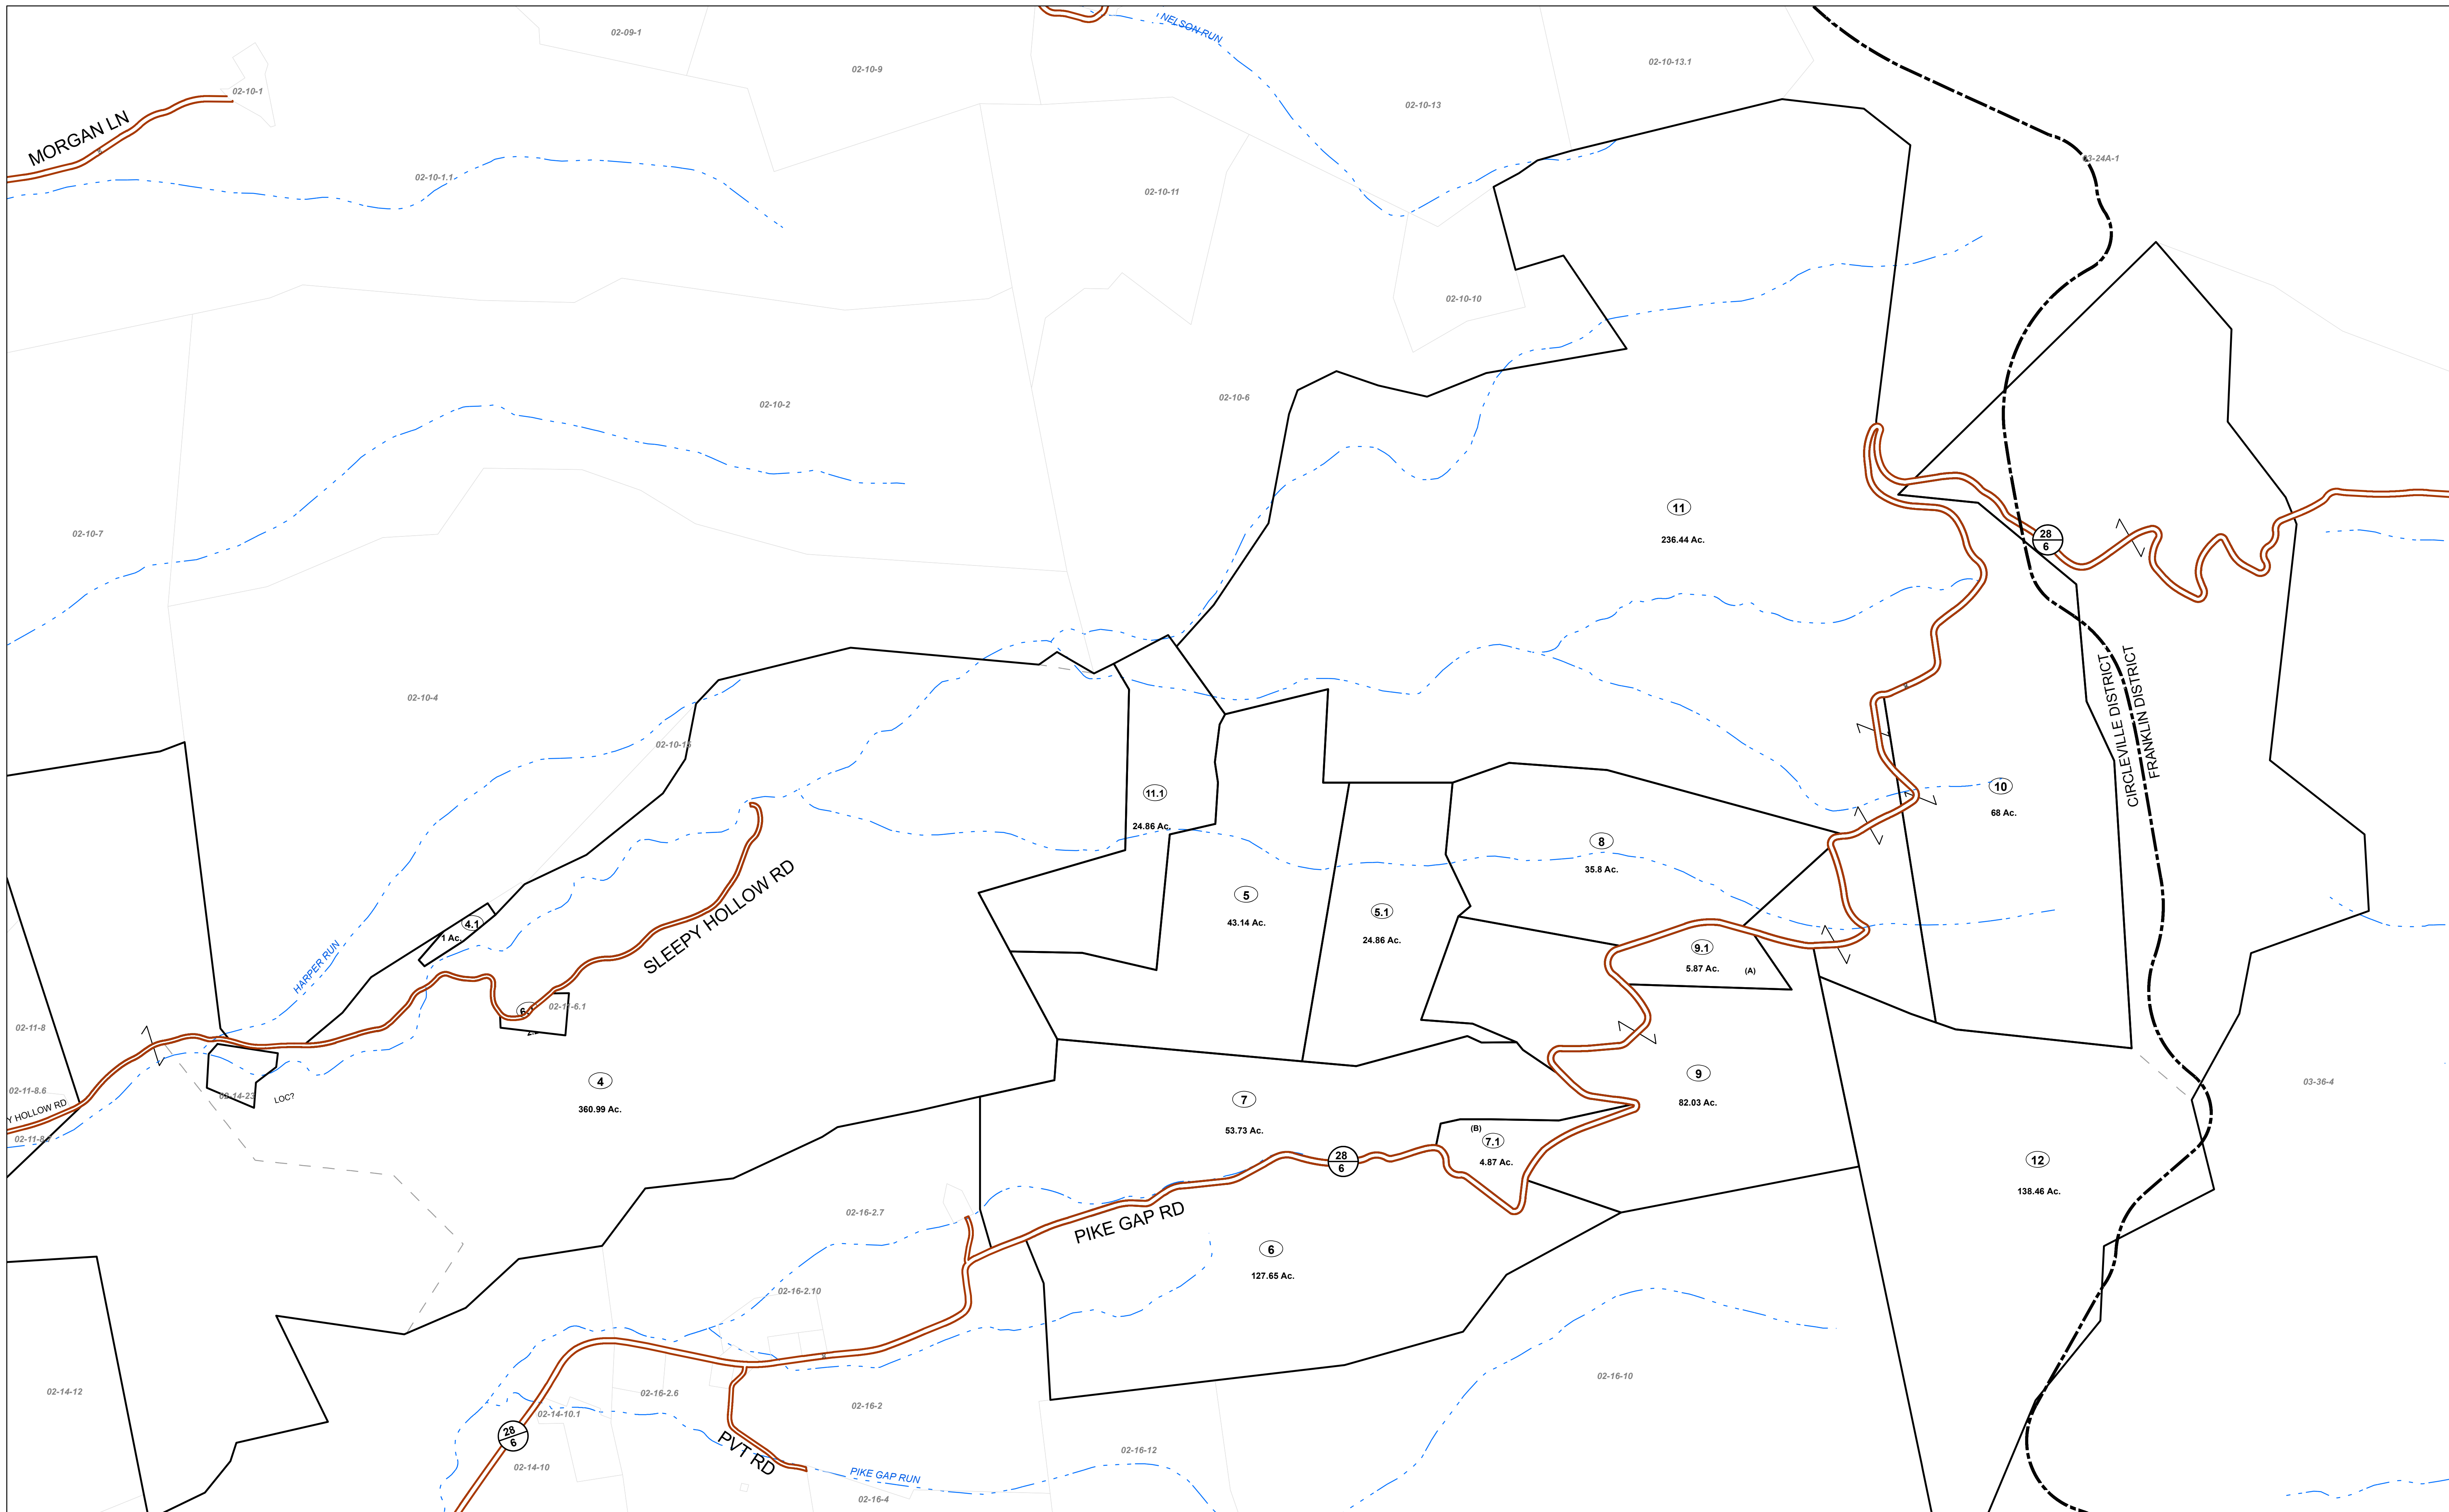 NELSON RUN
02-09-1
02-10-9
02-10-13.1
02-10-1
02-10-13
MORGAN LN
03-24A-1
02-10-1.1
02-10-11
02-10-10
02-10-2
02-10-6
11
236.44 Ac.
02-10-7
28
6
02-10-4
CIRCLEVILLE DISTRICT
FRANKLIN DISTRICT
02-10-15
11.1
24.86 Ac.
10
68 Ac.
8
35.8 Ac.
5
43.14 Ac.
5.1
24.86 Ac.
4.1
1 Ac.
SLEEPY HOLLOW RD
HARPER RUN
9.1
5.87 Ac.
(A)
02-11-6.1
02-11-8
4
360.99 Ac.
02-11-8.6
02-14-23
LOC?
Y HOLLOW RD
9
82.03 Ac.
03-36-4
7
53.73 Ac.
(B)
7.1
4.87 Ac.
28
6
12
138.46 Ac.
02-16-2.7
PIKE GAP RD
6
127.65 Ac.
02-16-2.10
02-14-12
02-16-2.6
02-16-2
02-16-10
02-14-10.1
28
6
02-14-10
PVT RD
02-16-12
PIKE GAP RUN
02-16-4